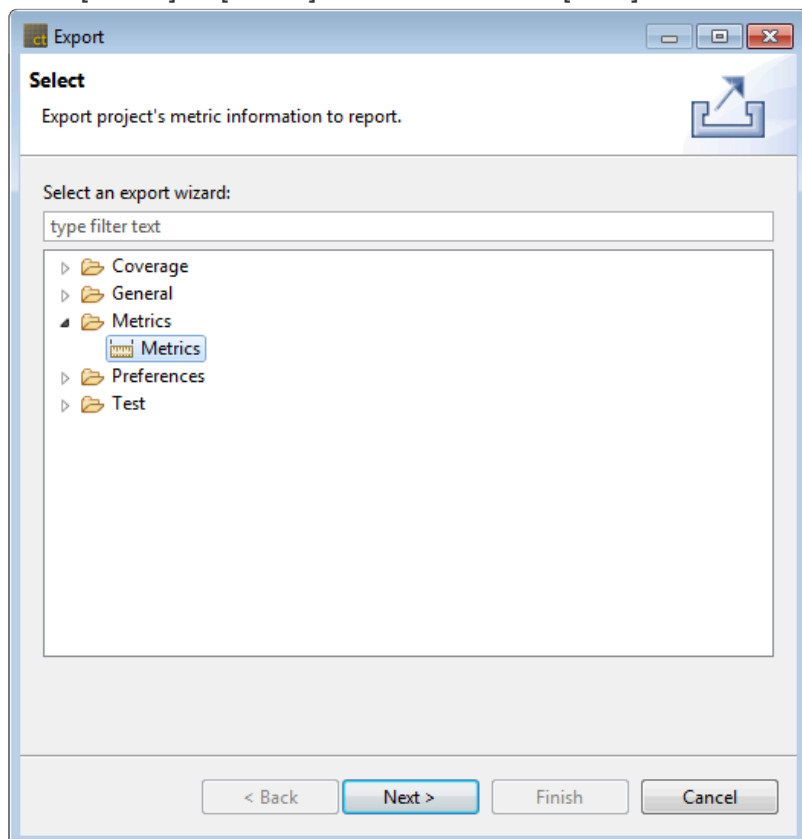 ct Export
Select
Export project's metric information to report.
Select an export wizard:
type filter text
Coverage
General
Metrics
Metrics
Preferences
Test
< Back Next > Finish Cancel